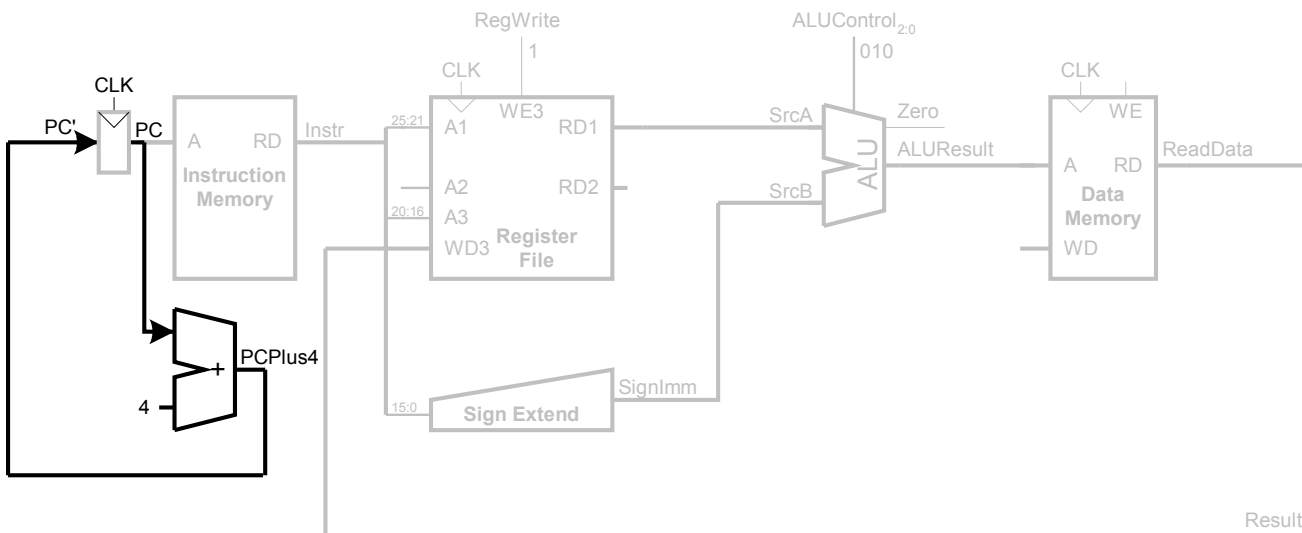 RegWrite
1
ALUControl2:0
010
CLK
CLK
CLK
PC'
PC
A
RD
Instruction
Memory
Instr
25:21
A1
WE3
RD1
A2
RD2
20:16
A3
WD3
Register
File
SrcA
SrcB
ALU
Zero
ALUResult
WE
A
RD
Data
Memory
WD
ReadData
+
PCPlus4
4
15:0
Sign Extend
SignImm
Result